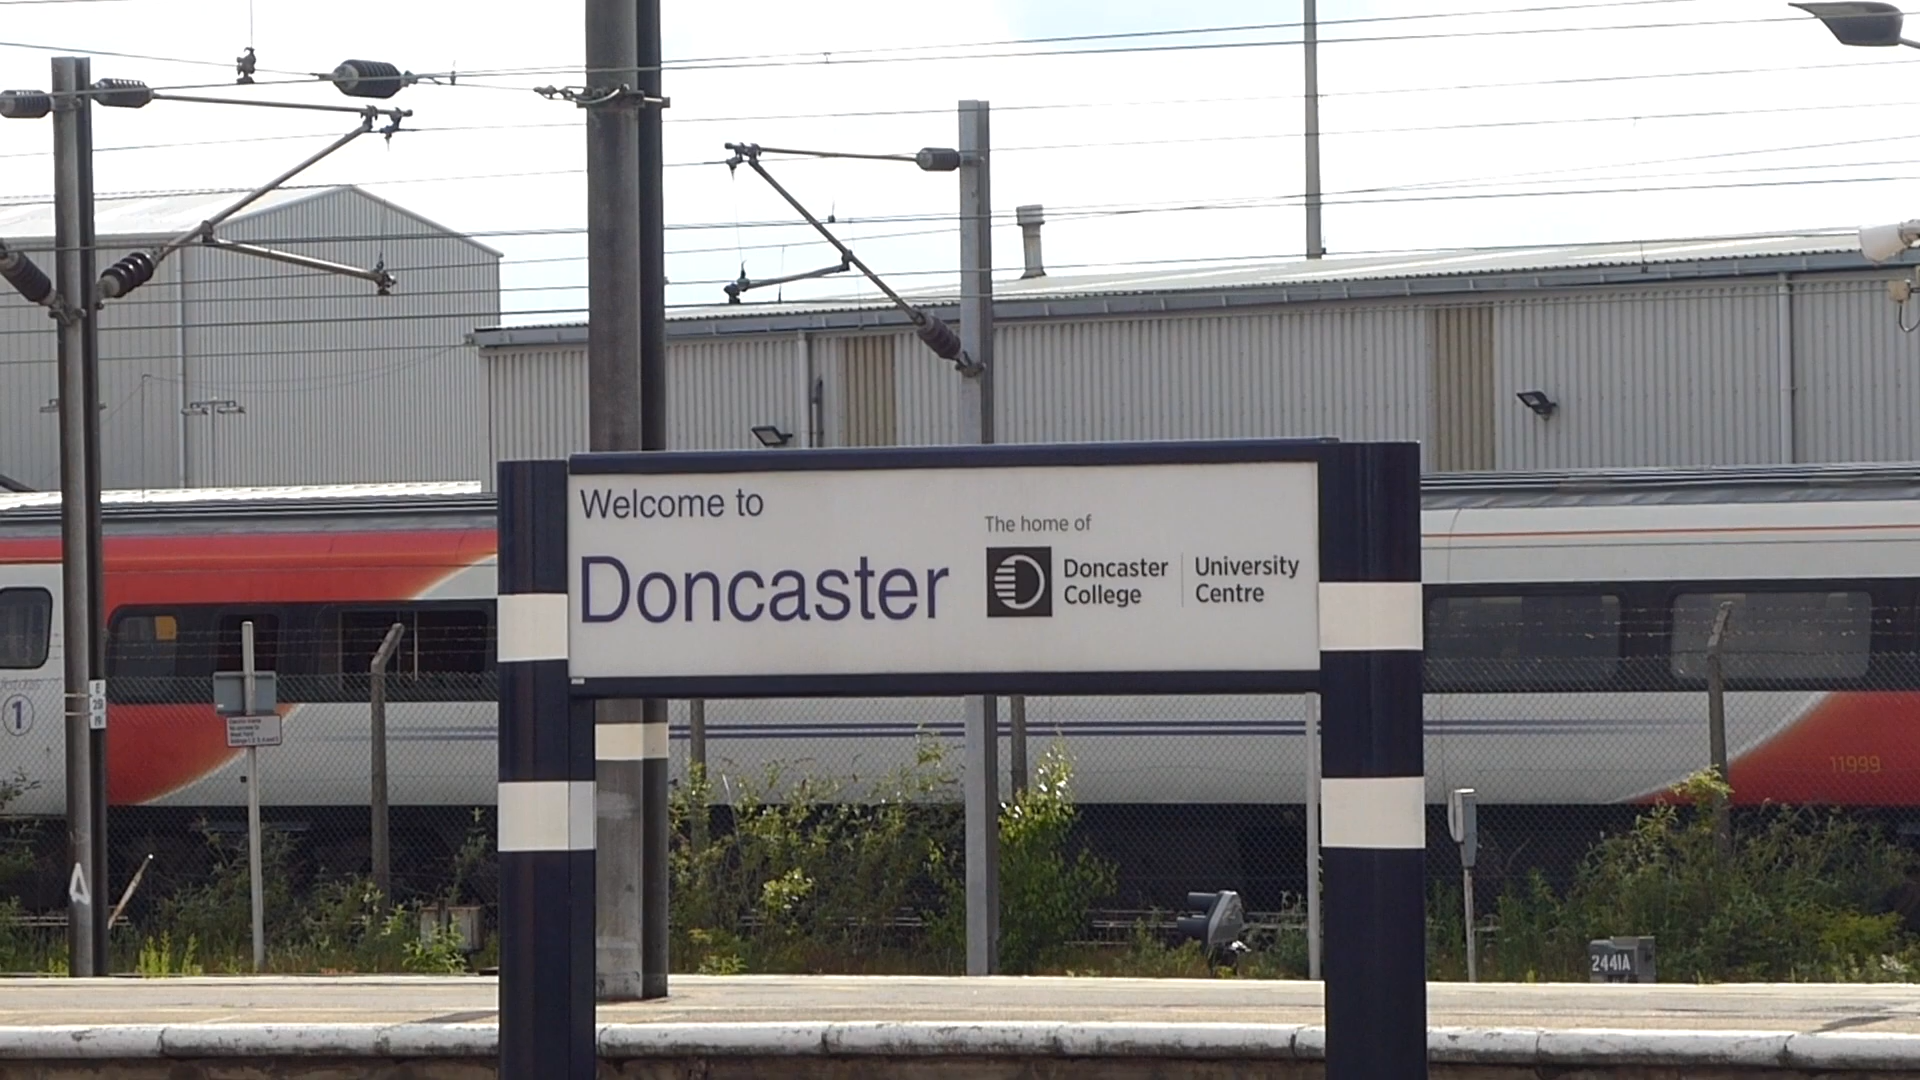 Welcome to
Doncaster
The home of
Doncaster
College
University
Centre
1
11999
2441A